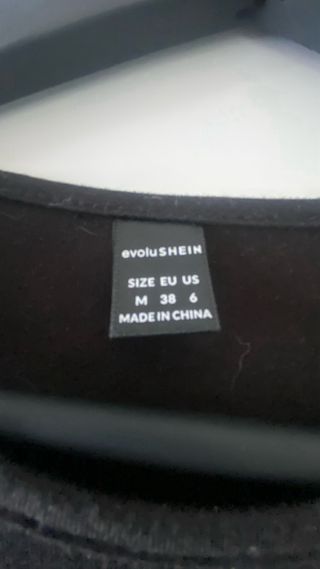 evoluSHEIN
SIZE EU US
M 38 6
MADE IN CHINA